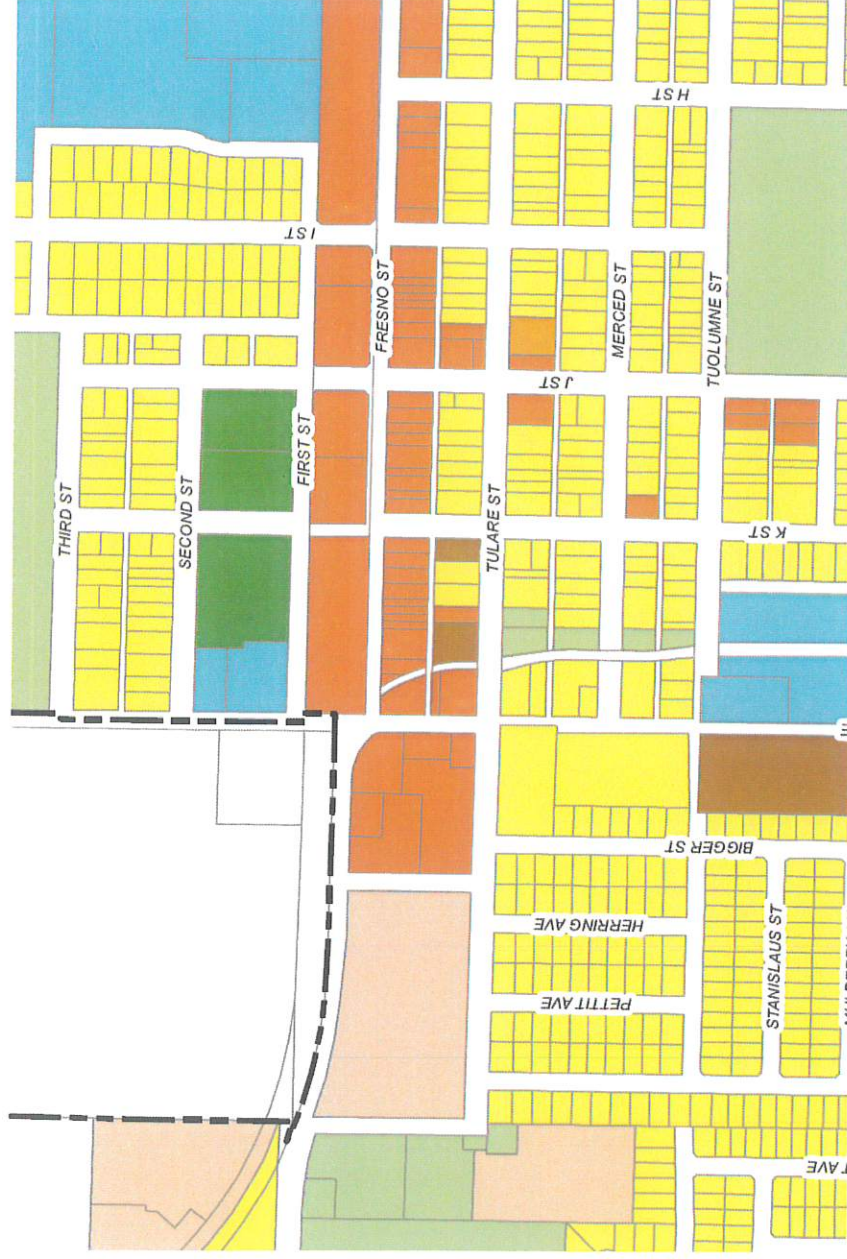 H ST
I ST
FRESNO ST
MERCED ST
TUOLUMNE ST
J ST
FIRST ST
THIRD ST
SECOND ST
TULARE ST
K ST
BIGGER ST
HERRING AVE
STANISLAUS ST
PETTIT AVE
AVE